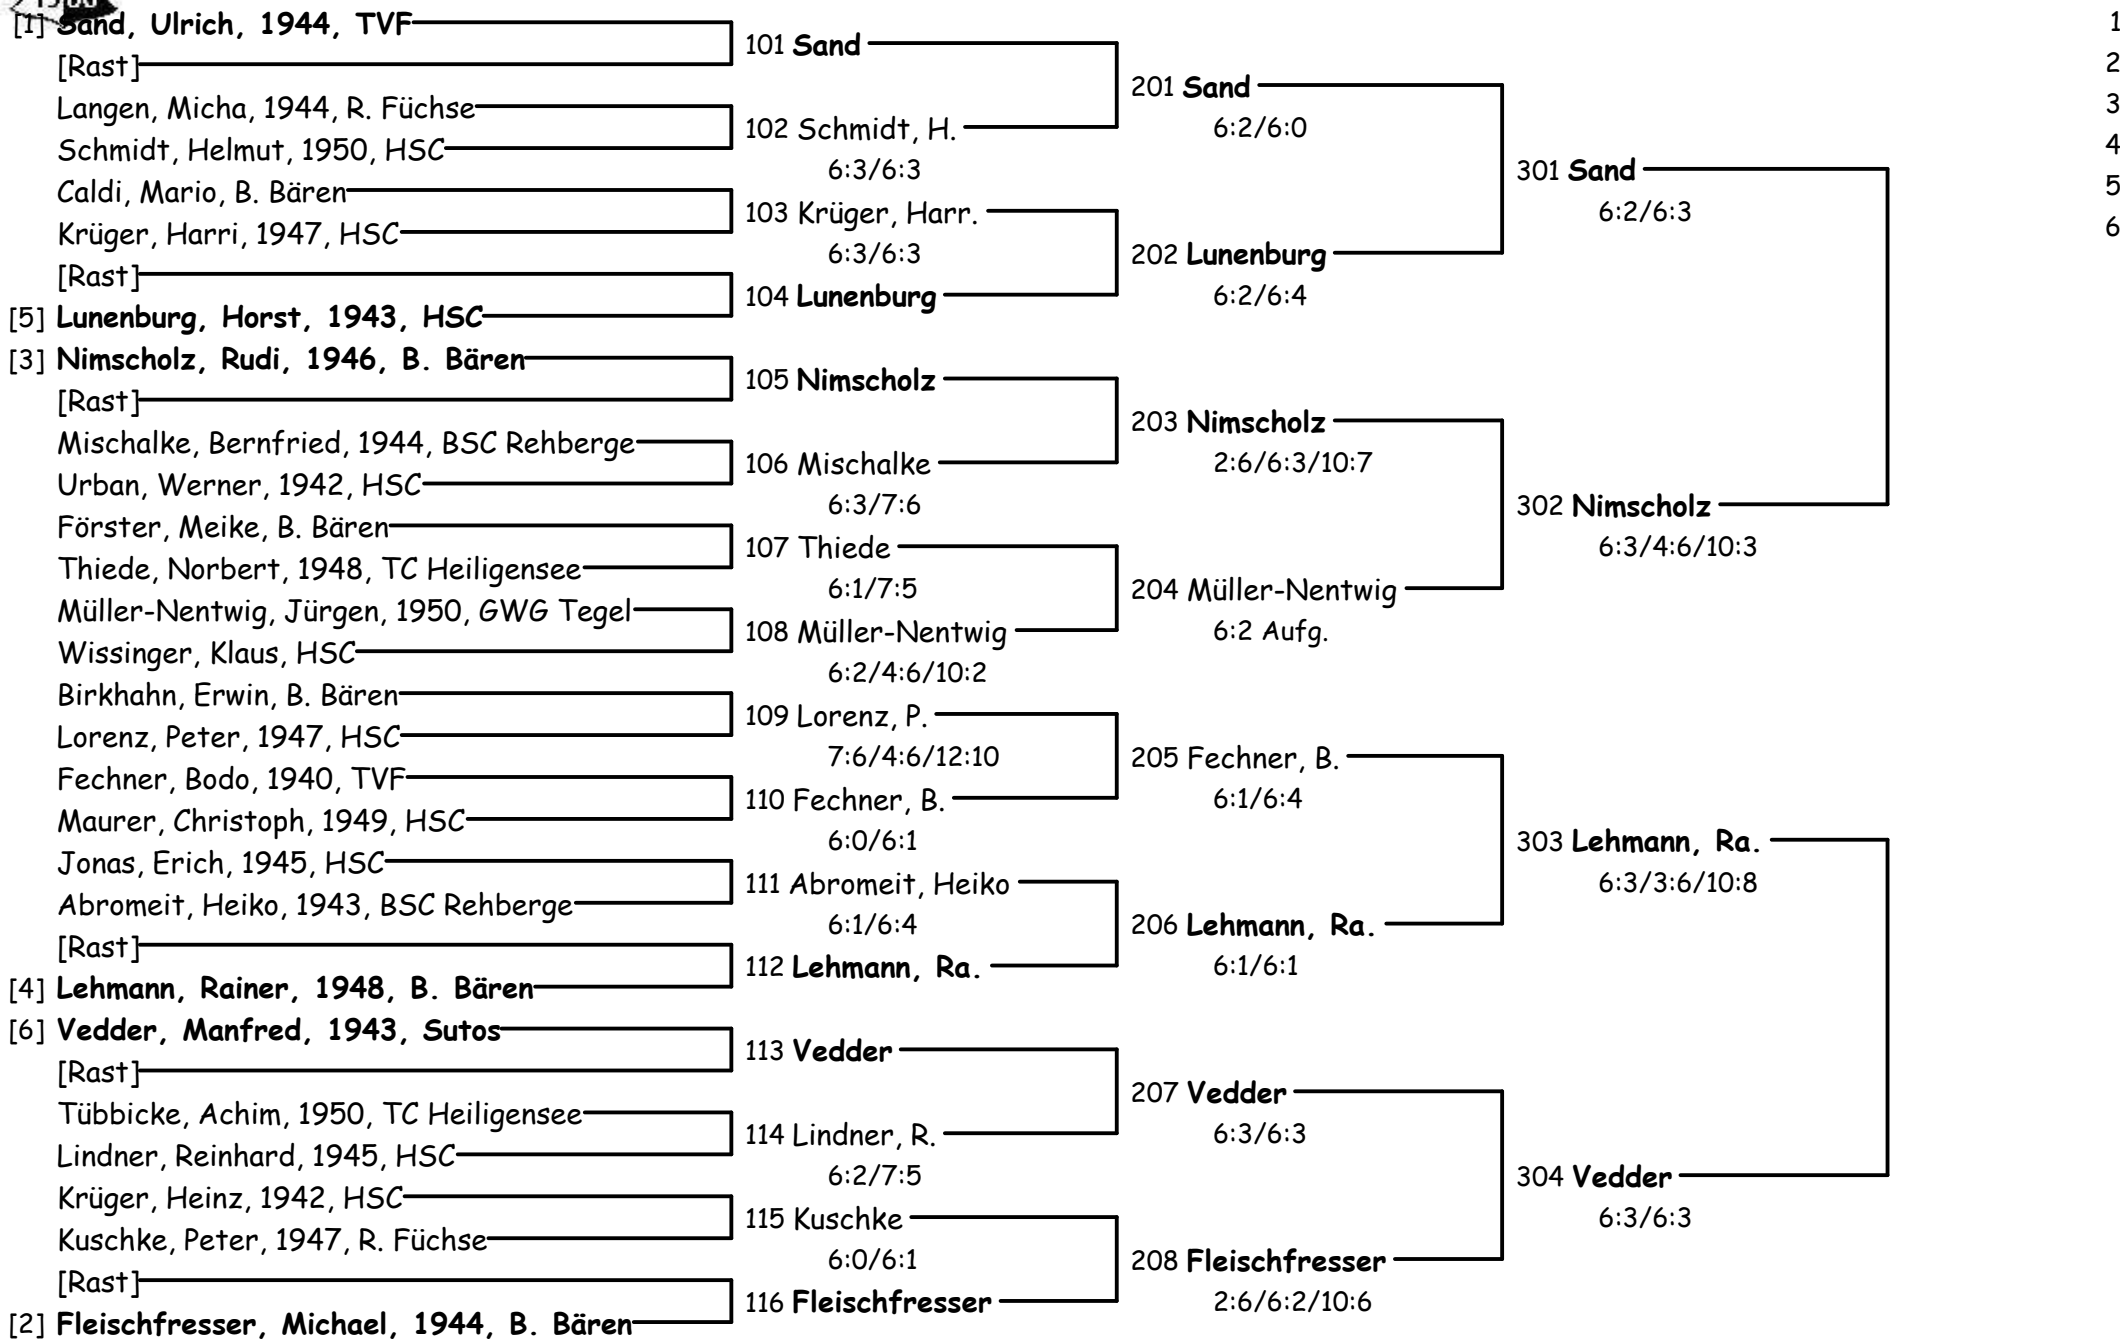 [1] Sand, Ulrich, 1944, TVF
[Rast]
Langen, Micha, 1944, R. Füchse
Schmidt, Helmut, 1950, HSC
Caldi, Mario, B. Bären
Krüger, Harri, 1947, HSC
[Rast]
[5] Lunenburg, Horst, 1943, HSC
[3] Nimscholz, Rudi, 1946, B. Bären
[Rast]
Mischalke, Bernfried, 1944, BSC Rehberge
Urban, Werner, 1942, HSC
Förster, Meike, B. Bären
Thiede, Norbert, 1948, TC Heiligensee
Müller-Nentwig, Jürgen, 1950, GWG Tegel
Wissinger, Klaus, HSC
Birkhahn, Erwin, B. Bären
Lorenz, Peter, 1947, HSC
Fechner, Bodo, 1940, TVF
Maurer, Christoph, 1949, HSC
Jonas, Erich, 1945, HSC
Abromeit, Heiko, 1943, BSC Rehberge
[Rast]
[4] Lehmann, Rainer, 1948, B. Bären
[6] Vedder, Manfred, 1943, Sutos
[Rast]
Tübbicke, Achim, 1950, TC Heiligensee
Lindner, Reinhard, 1945, HSC
Krüger, Heinz, 1942, HSC
Kuschke, Peter, 1947, R. Füchse
[Rast]
[2] Fleischfresser, Michael, 1944, B. Bären
101 Sand
102 Schmidt, H.
6:3/6:3
103 Krüger, Harr.
6:3/6:3
104 Lunenburg
105 Nimscholz
106 Mischalke
6:3/7:6
107 Thiede
6:1/7:5
108 Müller-Nentwig
6:2/4:6/10:2
109 Lorenz, P.
7:6/4:6/12:10
110 Fechner, B.
6:0/6:1
111 Abromeit, Heiko
6:1/6:4
112 Lehmann, Ra.
113 Vedder
114 Lindner, R.
6:2/7:5
115 Kuschke
6:0/6:1
116 Fleischfresser
201 Sand
6:2/6:0
202 Lunenburg
6:2/6:4
203 Nimscholz
2:6/6:3/10:7
204 Müller-Nentwig
6:2 Aufg.
205 Fechner, B.
6:1/6:4
206 Lehmann, Ra.
6:1/6:1
207 Vedder
6:3/6:3
208 Fleischfresser
2:6/6:2/10:6
301 Sand
6:2/6:3
302 Nimscholz
6:3/4:6/10:3
303 Lehmann, Ra.
6:3/3:6/10:8
304 Vedder
6:3/6:3
1
2
3
4
5
6